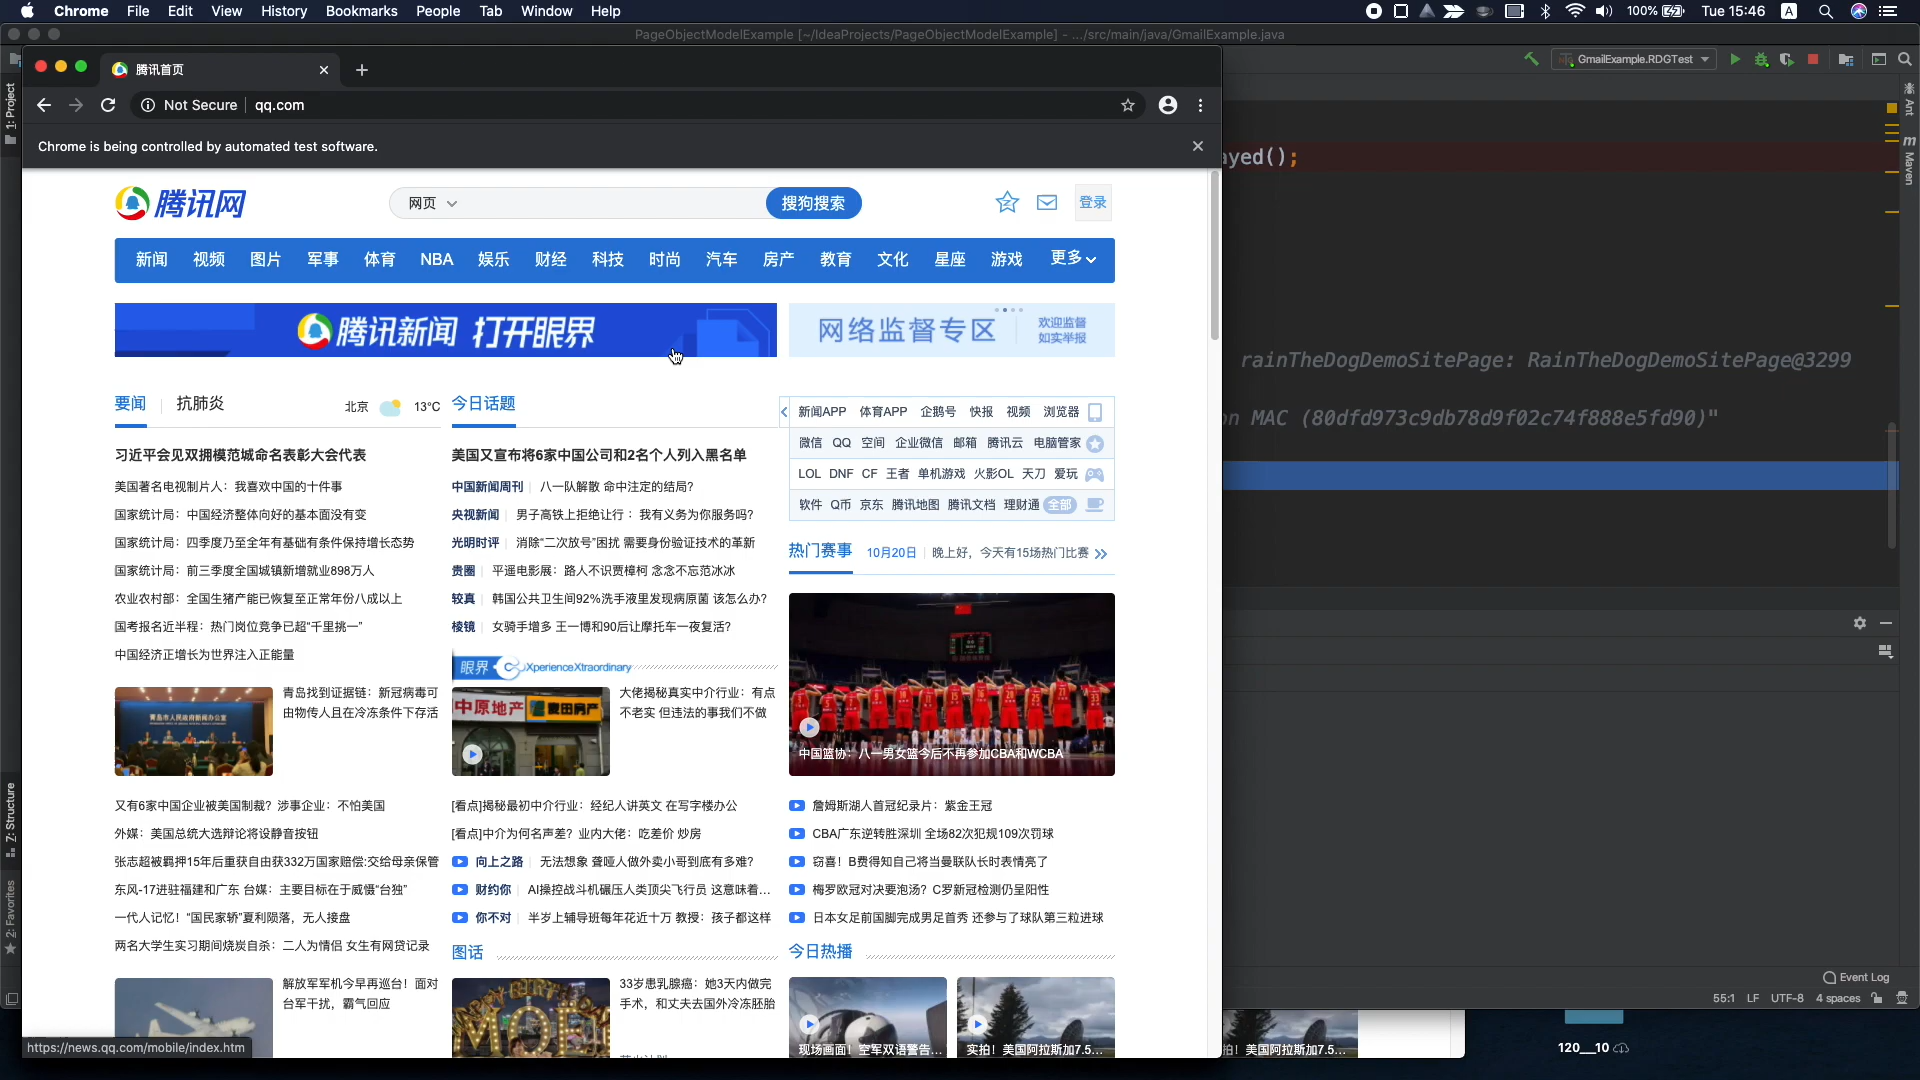 Chrome File Edit View History Bookmarks People Tab Window Help
100% Tue 15:46 A
PageObjectModelExample [~/IdeaProjects/PageObjectModelExample] - .../src/main/java/GmailExample.java
GmailExample.RDGTest
腾讯首页
Not Secure qq.com
Chrome is being controlled by automated test software.
1: Project
Ant
Maven
ayed();
腾讯网
网页
搜狗搜索
登录
新闻 视频 图片 军事 体育 NBA 娱乐 财经 科技 时尚 汽车 房产 教育 文化 星座 游戏 更多
腾讯新闻 打开眼界
网络监督专区
欢迎监督
如实举报
rainTheDogDemoSitePage: RainTheDogDemoSitePage@3299
on MAC (80dfd973c9db78d9f02c74f888e5fd90)"
要闻 抗肺炎 北京 13°C
习近平会见双拥模范城命名表彰大会代表
美国著名电视制片人：我喜欢中国的十件事
国家统计局：中国经济整体向好的基本面没有变
国家统计局：四季度乃至全年有基础有条件保持增长态势
国家统计局：前三季度全国城镇新增就业898万人
农业农村部：全国生猪产能已恢复至正常年份八成以上
国考报名近半程：热门岗位竞争已超“千里挑一”
中国经济正增长为世界注入正能量
青岛市人民政府新闻办公室
青岛找到证据链：新冠病毒可
由物传人且在冷冻条件下存活
又有6家中国企业被美国制裁？涉事企业：不怕美国
外媒：美国总统大选辩论将设静音按钮
张志超被羁押15年后重获自由获332万国家赔偿:交给母亲保管
东风-17进驻福建和广东 台媒：主要目标在于威慑“台独”
一代人记忆！“国民家轿”夏利陨落，无人接盘
两名大学生实习期间烧炭自杀：二人为情侣 女生有网贷记录
解放军军机今早再巡台！面对
台军干扰，霸气回应
今日话题
美国又宣布将6家中国公司和2名个人列入黑名单
中国新闻周刊 八一队解散 命中注定的结局?
央视新闻 男子高铁上拒绝让行：我有义务为你服务吗?
光明时评 消除“二次放号”困扰 需要身份验证技术的革新
贵圈 平遥电影展：路人不识贾樟柯 念念不忘范冰冰
较真 韩国公共卫生间92%洗手液里发现病原菌 该怎么办?
棱镜 女骑手增多 王一博和90后让摩托车一夜复活?
眼界 XperienceXtraordinary
中原地产 麦田房产
大佬揭秘真实中介行业：有点
不老实 但违法的事我们不做
[看点]揭秘最初中介行业：经纪人讲英文 在写字楼办公
[看点]中介为何名声差？业内大佬：吃差价 炒房
向上之路 无法想象 聋哑人做外卖小哥到底有多难?
财约你 AI操控战斗机碾压人类顶尖飞行员 这意味着...
你不对 半岁上辅导班每年花近十万 教授：孩子都这样
图话
33岁患乳腺癌：她3天内做完
手术，和丈夫去国外冷冻胚胎
新闻APP 体育APP 企鹅号 快报 视频 浏览器
微信 QQ 空间 企业微信 邮箱 腾讯云 电脑管家
LOL DNF CF 王者 单机游戏 火影OL 天刀 爱玩
软件 Q币 京东 腾讯地图 腾讯文档 理财通 全部
热门赛事 10月20日 晚上好，今天有15场热门比赛
中国篮协：八一男女篮今后不再参加CBA和WCBA
詹姆斯湖人首冠纪录片：紫金王冠
CBA广东逆转胜深圳 全场82次犯规109次罚球
窃喜！B费得知自己将当曼联队长时表情亮了
梅罗欧冠对决要泡汤？C罗新冠检测仍呈阳性
日本女足前国脚完成男足首秀 还参与了球队第三粒进球
今日热播
现场画面！空军双语警告...
实拍！美国阿拉斯加7.5...
拍！美国阿拉斯加7.5...
https://news.qq.com/mobile/index.htm
Z: Structure
2: Favorites
Event Log
55:1 LF UTF-8 4 spaces
120__10